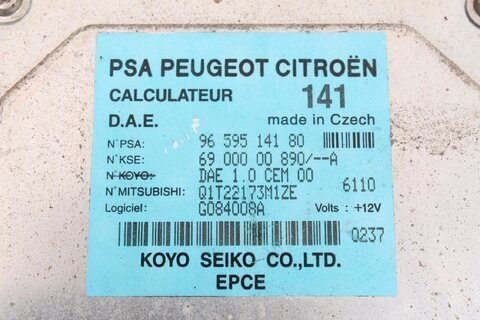 PSA PEUGEOT CITROËN
CALCULATEUR 141
D.A.E. made in Czech
N°PSA: 96 595 141 80
N°KSE: 69 000 00 890/--A
N°KOYO: DAE 1.0 CEM 00
N°MITSUBISHI: Q1T22173M1ZE 6110
Logiciel: G084008A Volts : +12V
Q237
KOYO SEIKO CO.,LTD.
EPCE